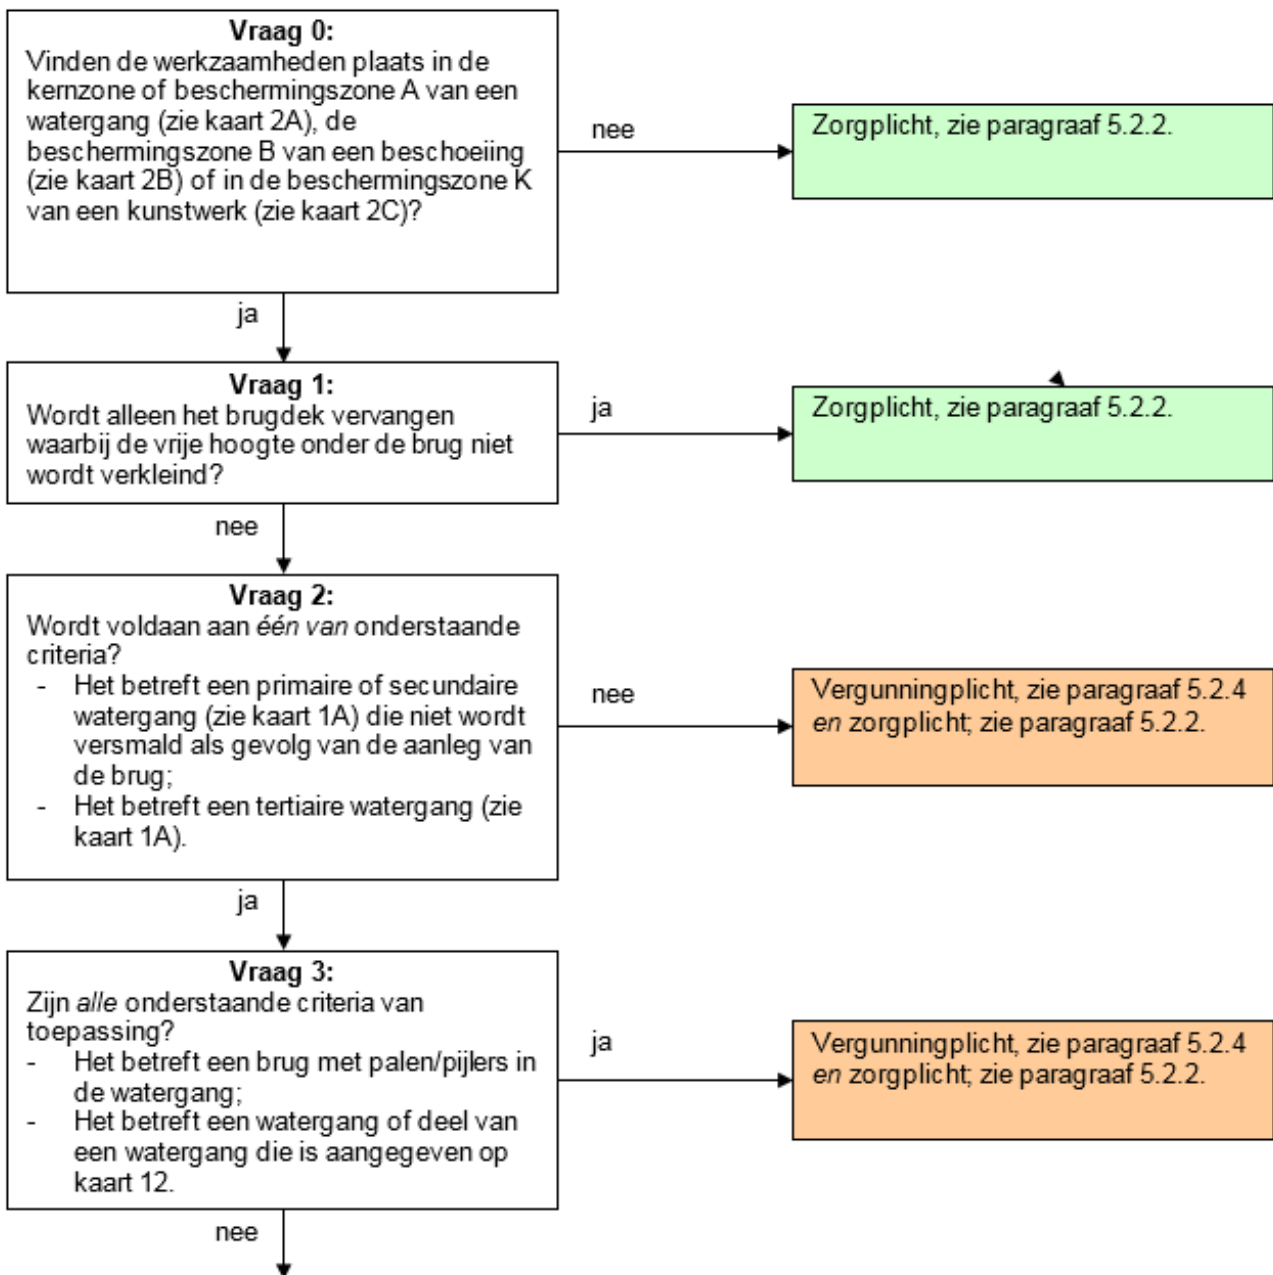 Vraag 0:
Vinden de werkzaamheden plaats in de
kernzone of beschermingszone A van een
watergang (zie kaart 2A), de
beschermingszone B van een beschoeiing
(zie kaart 2B) of in de beschermingszone K
van een kunstwerk (zie kaart 2C)?
nee
Zorgplicht, zie paragraaf 5.2.2.
ja
Vraag 1:
Wordt alleen het brugdek vervangen
waarbij de vrije hoogte onder de brug niet
wordt verkleind?
ja
Zorgplicht, zie paragraaf 5.2.2.
nee
Vraag 2:
Wordt voldaan aan één van onderstaande
criteria?
- Het betreft een primaire of secundaire
watergang (zie kaart 1A) die niet wordt
versmald als gevolg van de aanleg van
de brug;
- Het betreft een tertiaire watergang (zie
kaart 1A).
nee
Vergunningplicht, zie paragraaf 5.2.4
en zorgplicht; zie paragraaf 5.2.2.
ja
Vraag 3:
Zijn alle onderstaande criteria van
toepassing?
- Het betreft een brug met palen/pijlers in
de watergang;
- Het betreft een watergang of deel van
een watergang die is aangegeven op
kaart 12.
ja
Vergunningplicht, zie paragraaf 5.2.4
en zorgplicht; zie paragraaf 5.2.2.
nee